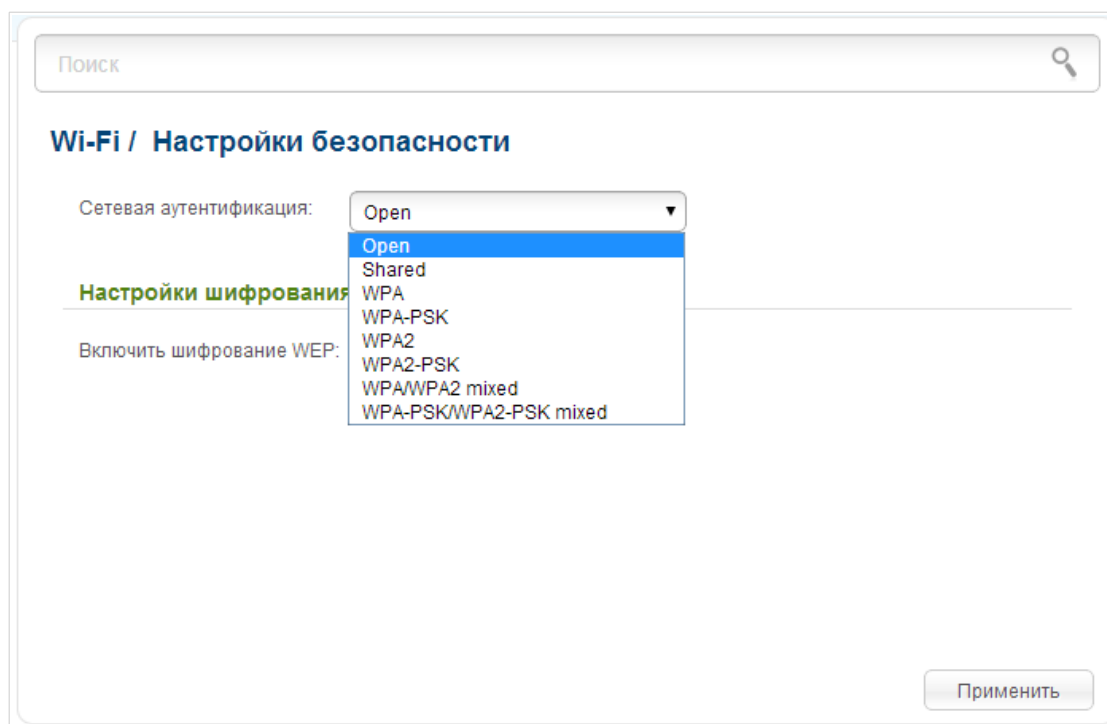 Поиск
Wi-Fi / Настройки безопасности
Сетевая аутентификация: Open
Open
Shared
Настройки шифрования
WPA
WPA-PSK
WPA2
Включить шифрование WEP:
WPA2-PSK
WPA/WPA2 mixed
WPA-PSK/WPA2-PSK mixed
Применить